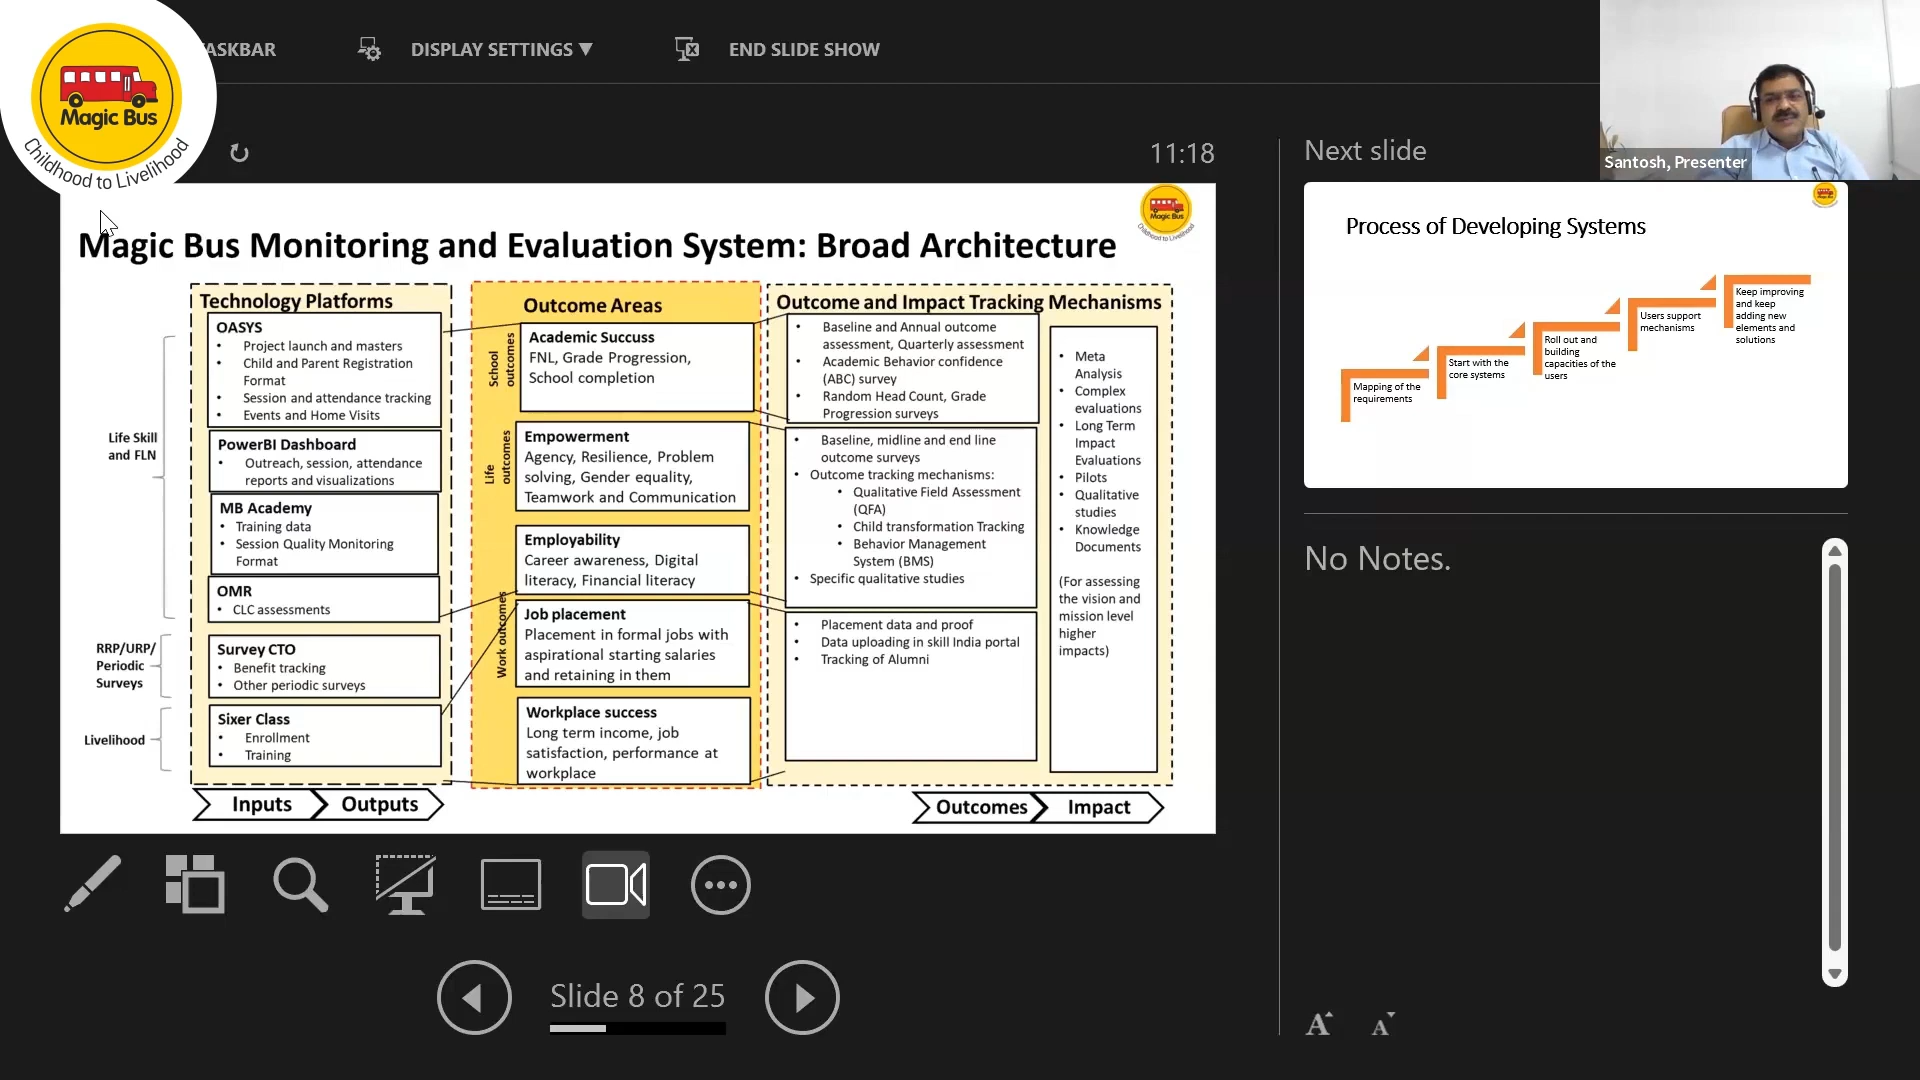 TASKBAR
DISPLAY SETTINGS
END SLIDE SHOW
Magic Bus
Childhood to Livelihood
11:18
Next slide
Santosh, Presenter
Magic Bus
Childhood to Livelihood
Magic Bus Monitoring and Evaluation System: Broad Architecture
Life Skill
and FLN
RRP/URP/
Periodic
Surveys
Livelihood
Technology Platforms
OASYS
• Project launch and masters
• Child and Parent Registration
Format
• Session and attendance tracking
• Events and Home Visits
PowerBI Dashboard
• Outreach, session, attendance
reports and visualizations
MB Academy
• Training data
• Session Quality Monitoring
Format
OMR
• CLC assessments
Survey CTO
• Benefit tracking
• Other periodic surveys
Sixer Class
• Enrollment
• Training
Inputs
Outputs
Outcome Areas
School
outcomes
Academic Succuss
FNL, Grade Progression,
School completion
Life
outcomes
Empowerment
Agency, Resilience, Problem
solving, Gender equality,
Teamwork and Communication
Employability
Career awareness, Digital
literacy, Financial literacy
Work outcomes
Job placement
Placement in formal jobs with
aspirational starting salaries
and retaining in them
Workplace success
Long term income, job
satisfaction, performance at
workplace
Outcome and Impact Tracking Mechanisms
• Baseline and Annual outcome
assessment, Quarterly assessment
• Academic Behavior confidence
(ABC) survey
• Random Head Count, Grade
Progression surveys
• Baseline, midline and end line
outcome surveys
• Outcome tracking mechanisms:
• Qualitative Field Assessment
(QFA)
• Child transformation Tracking
• Behavior Management
System (BMS)
• Specific qualitative studies
• Placement data and proof
• Data uploading in skill India portal
• Tracking of Alumni
• Meta
Analysis
• Complex
evaluations
• Long Term
Impact
Evaluations
• Pilots
• Qualitative
studies
• Knowledge
Documents
(For assessing
the vision and
mission level
higher
impacts)
Outcomes
Impact
Process of Developing Systems
Mapping of the
requirements
Start with the
core systems
Roll out and
building
capacities of the
users
Users support
mechanisms
Keep improving
and keep
adding new
elements and
solutions
No Notes.
Slide 8 of 25
A A